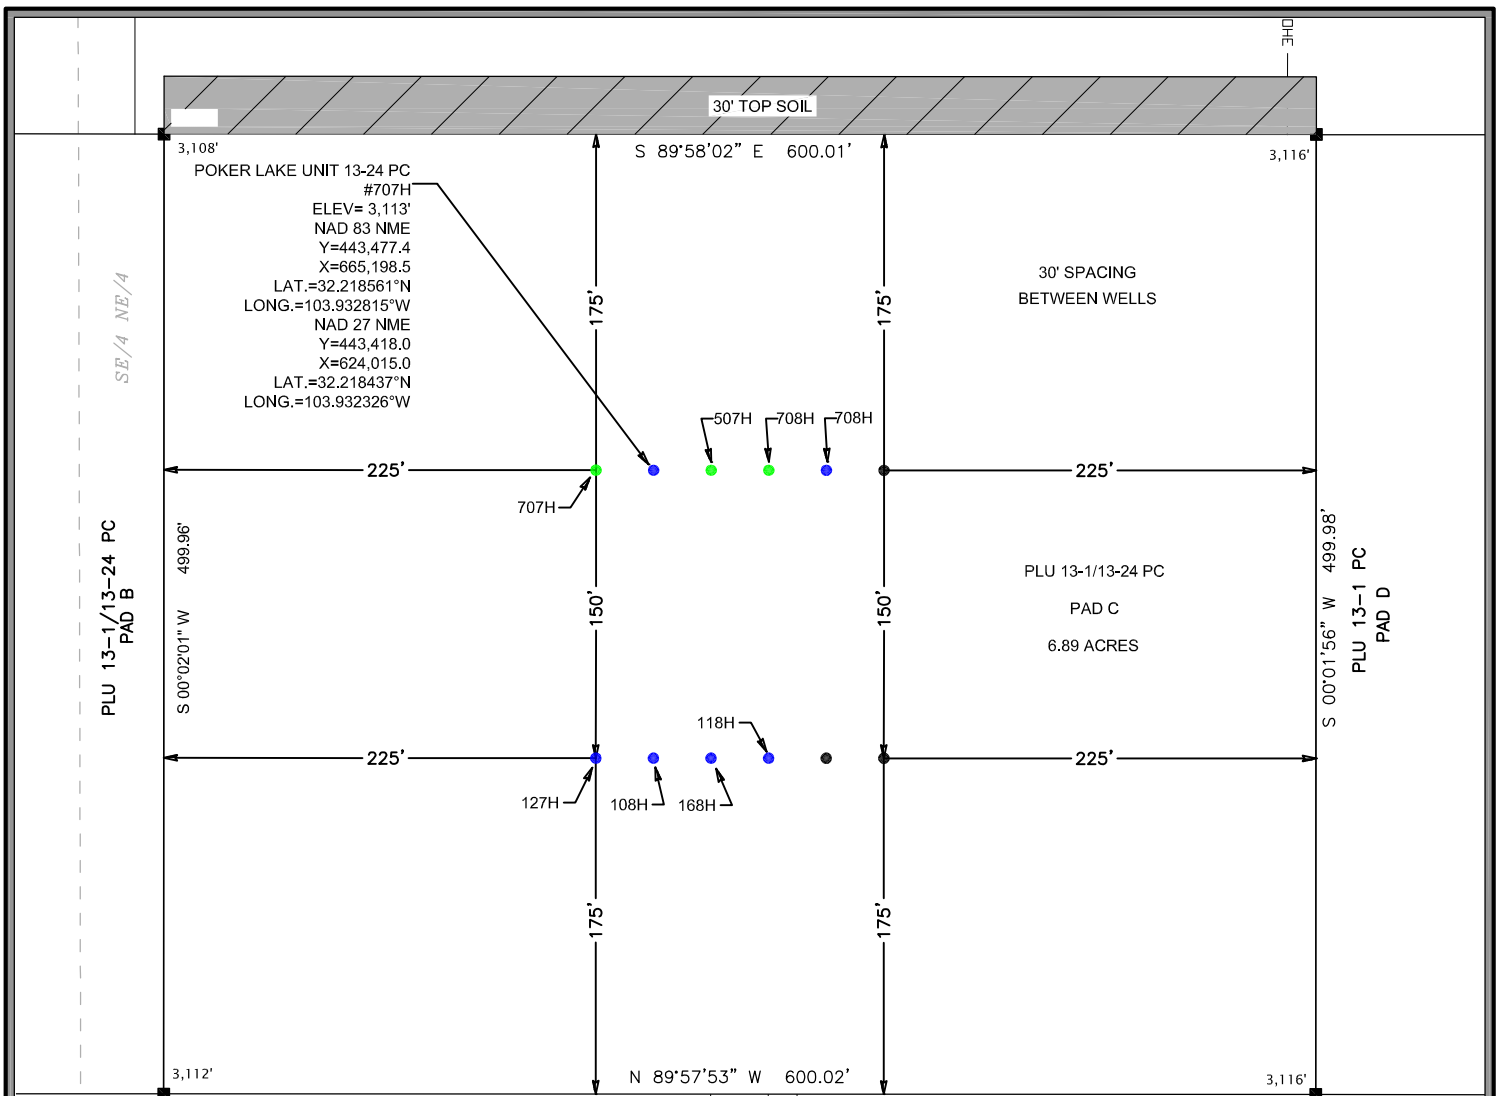 OHE
30' TOP SOIL
3,108'
S 89°58'02" E 600.01'
3,116'
POKER LAKE UNIT 13-24 PC
#707H
ELEV= 3,113'
NAD 83 NME
Y=443,477.4
X=665,198.5
LAT.=32.218561°N
LONG.=103.932815°W
NAD 27 NME
Y=443,418.0
X=624,015.0
LAT.=32.218437°N
LONG.=103.932326°W
SE/4 NE/4
175'
175'
30' SPACING
BETWEEN WELLS
507H
708H
708H
225'
225'
707H
PLU 13-1/13-24 PC
PAD B
S 00°02'01" W 499.96'
150'
150'
PLU 13-1/13-24 PC
PAD C
6.89 ACRES
S 00°01'56" W 499.98'
PLU 13-1 PC
PAD D
118H
225'
225'
127H
108H
168H
175'
175'
3,112'
N 89°57'53" W 600.02'
3,116'